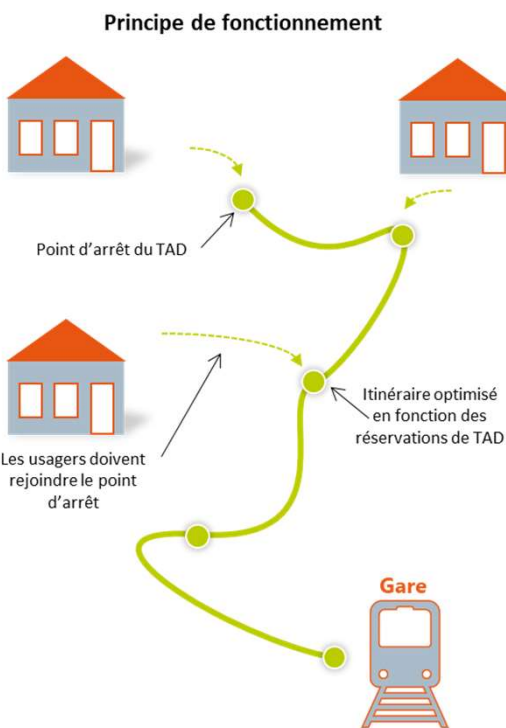 Principe de fonctionnement
Point d'arrêt du TAD
Itinéraire optimisé
en fonction des
réservations de TAD
Les usagers doivent
rejoindre le point
d'arrêt
Gare